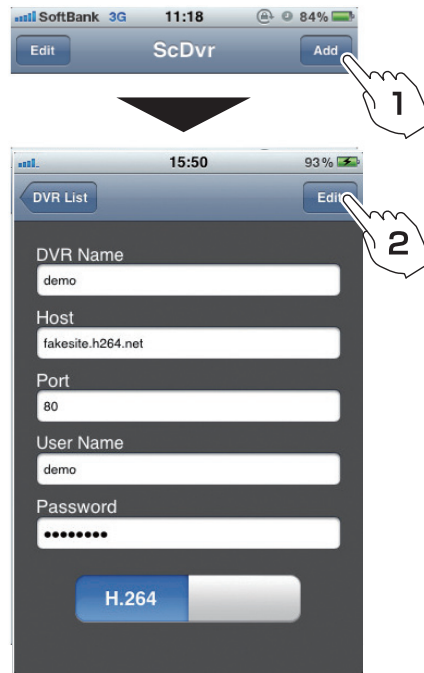 SoftBank 3G 11:18 84%
Edit ScDvr Add
1
15:50 93%
DVR List Edit
2
DVR Name
demo
Host
fakesite.h264.net
Port
80
User Name
demo
Password
••••••••
H.264